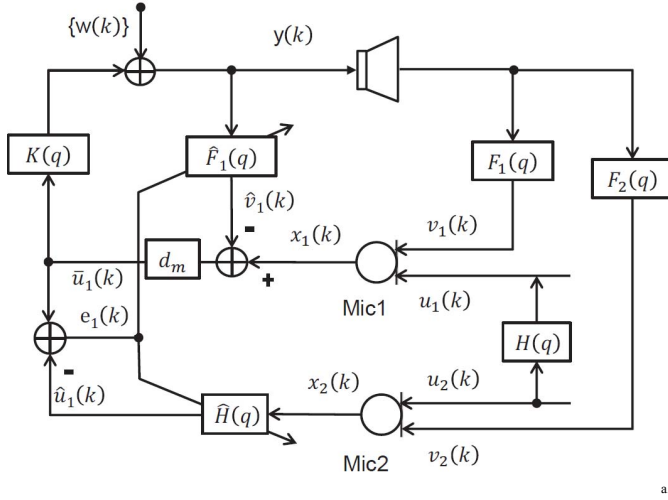 {w(k)}
y(k)
K(q)
F̂₁(q)
F₁(q)
F₂(q)
v̂₁(k)
v₁(k)
-
x₁(k)
ū₁(k)
dₘ
+
Mic1
u₁(k)
e₁(k)
H(q)
-
û₁(k)
x₂(k)
u₂(k)
Ĥ(q)
Mic2
v₂(k)
a